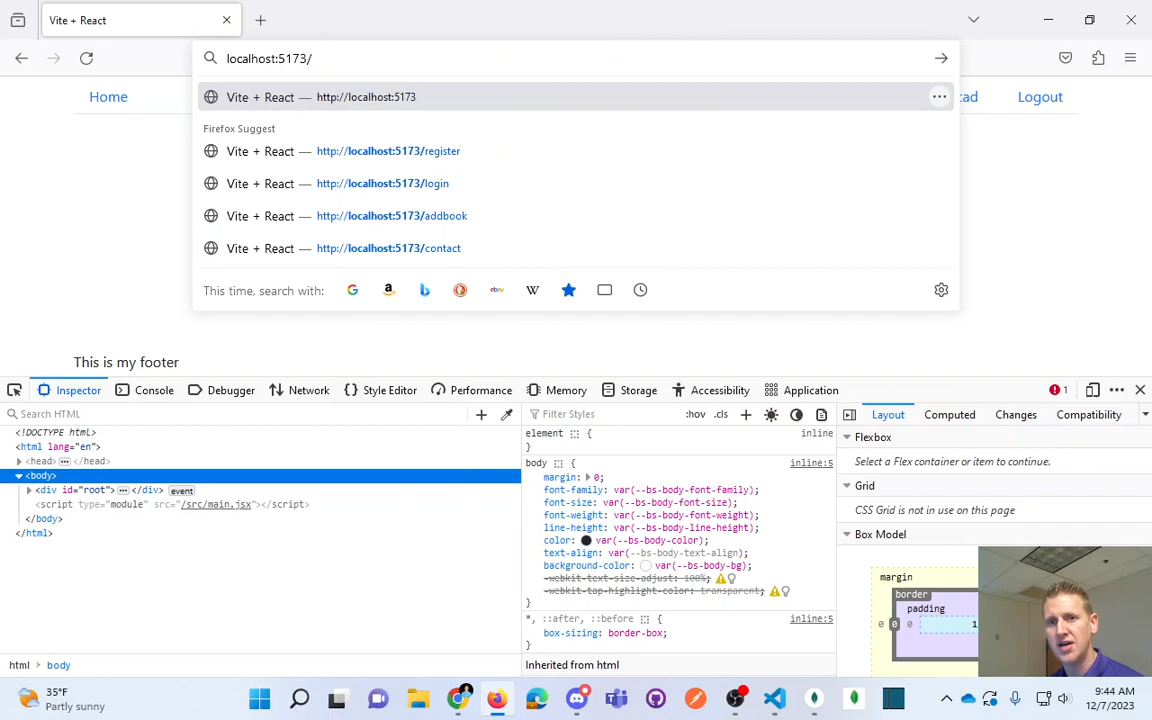 Vite + React
localhost:5173/
Home
Vite + React — http://localhost:5173
oad
Logout
Firefox Suggest
Vite + React — http://localhost:5173/register
Vite + React — http://localhost:5173/login
Vite + React — http://localhost:5173/addbook
Vite + React — http://localhost:5173/contact
This time, search with:
This is my footer
Inspector Console Debugger Network Style Editor Performance Memory Storage Accessibility Application 1
Search HTML
Filter Styles :hov .cls
Layout Computed Changes Compatibility
<!DOCTYPE html>
<html lang="en">
<head> </head>
<body>
<div id="root"> </div> event
<script type="module" src="/src/main.jsx"></script>
</body>
</html>
element { inline
}
body { inline:5
margin: 0;
font-family: var(--bs-body-font-family);
font-size: var(--bs-body-font-size);
font-weight: var(--bs-body-font-weight);
line-height: var(--bs-body-line-height);
color: var(--bs-body-color);
text-align: var(--bs-body-text-align);
background-color: var(--bs-body-bg);
-webkit-text-size-adjust: 100%;
-webkit-tap-highlight-color: transparent;
}
*, ::after, ::before { inline:5
box-sizing: border-box;
}
Inherited from html
Flexbox
Select a Flex container or item to continue.
Grid
CSS Grid is not in use on this page
Box Model
margin
border
padding
0 0 0 1
html > body
35°F
Partly sunny
9:44 AM
12/7/2023